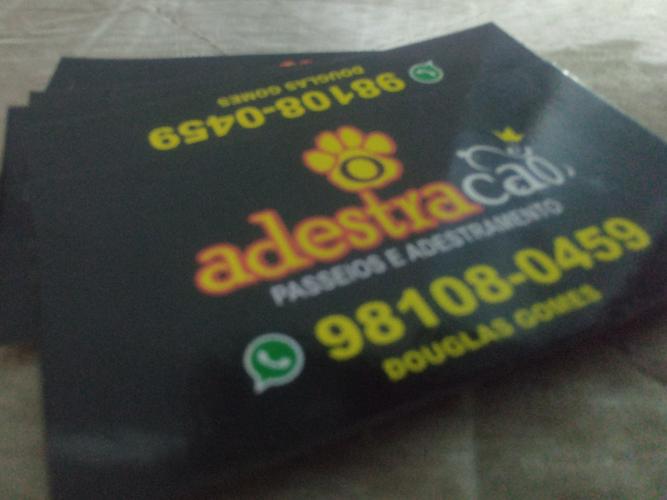 98108-0459
DOUGLAS GOMES
adestracão
PASSEIOS E ADESTRAMENTO
98108-0459
DOUGLAS GOMES